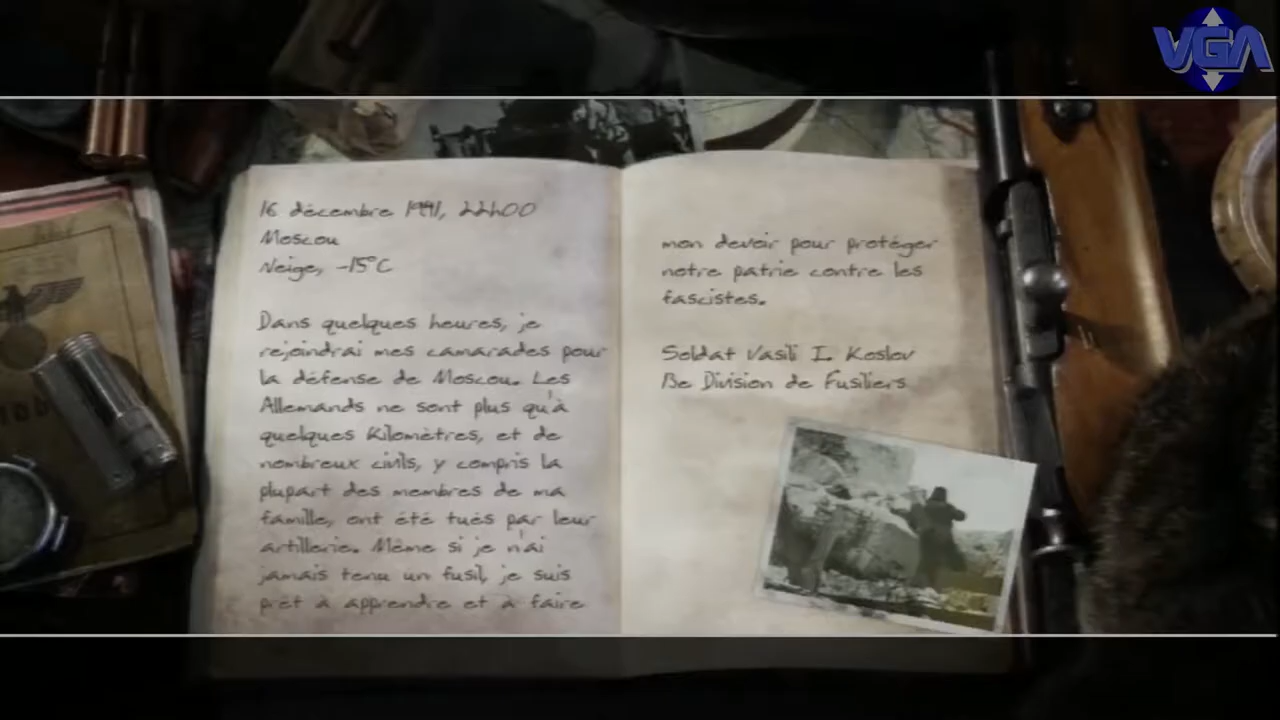 VGA
16 décembre 1941, 22h00
Moscou
Neige, -15°C
Dans quelques heures, je
rejoindrai mes camarades pour
la défense de Moscou. Les
Allemands ne sont plus qu'à
quelques kilomètres, et de
nombreux civils, y compris la
plupart des membres de ma
famille, ont été tués par leur
artillerie. Même si je n'ai
jamais tenu un fusil, je suis
prêt à apprendre et à faire
mon devoir pour protéger
notre patrie contre les
fascistes.
Soldat Vasili I. Koslov
Division de Fusiliers